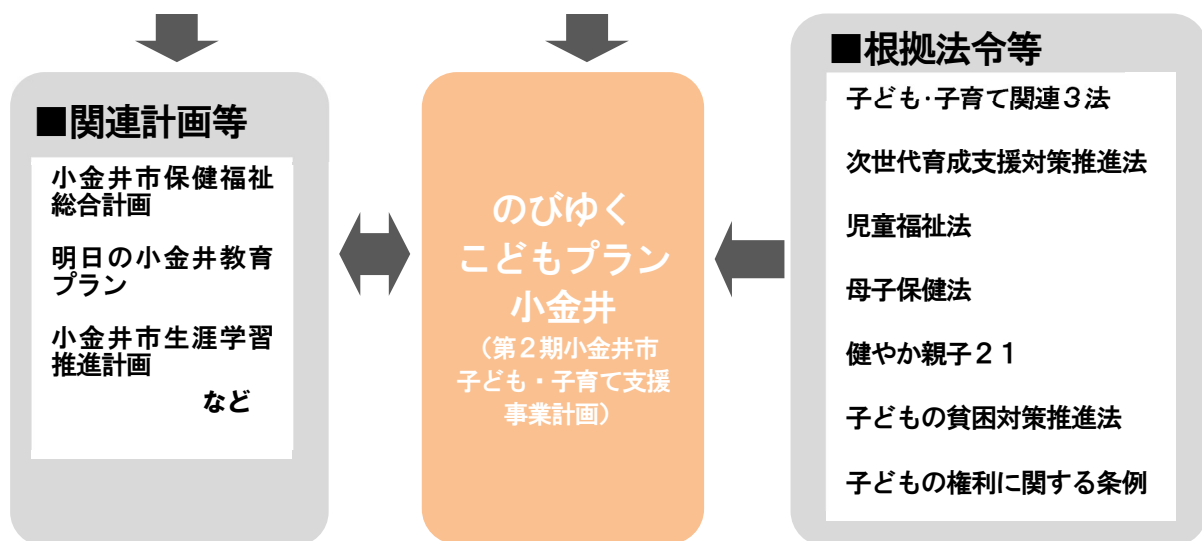 ■関連計画等
小金井市保健福祉
総合計画
明日の小金井教育
プラン
小金井市生涯学習
推進計画
など
のびゆく
こどもプラン
小金井
（第２期小金井市
子ども・子育て支援
事業計画）
■根拠法令等
子ども･子育て関連３法
次世代育成支援対策推進法
児童福祉法
母子保健法
健やか親子２１
子どもの貧困対策推進法
子どもの権利に関する条例